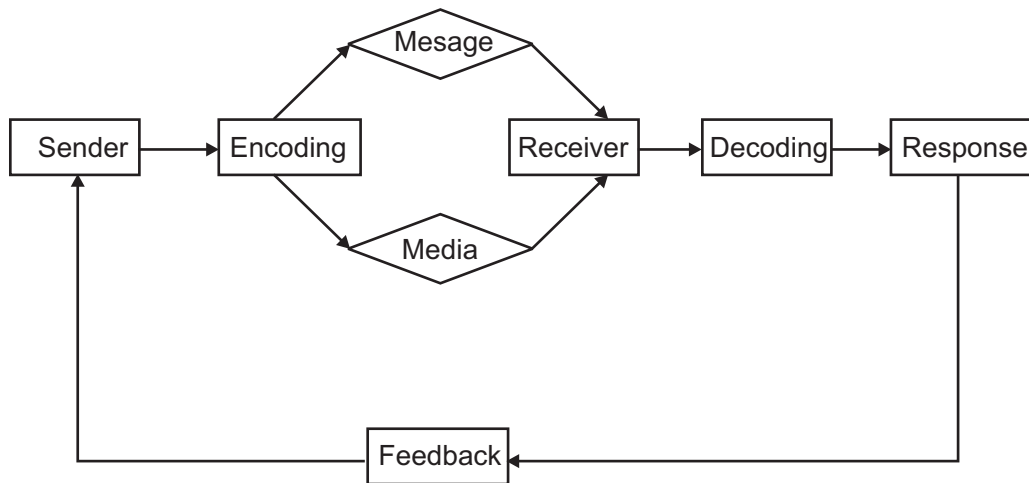 Mesage
Sender
Encoding
Receiver
Decoding
Response
Media
Feedback